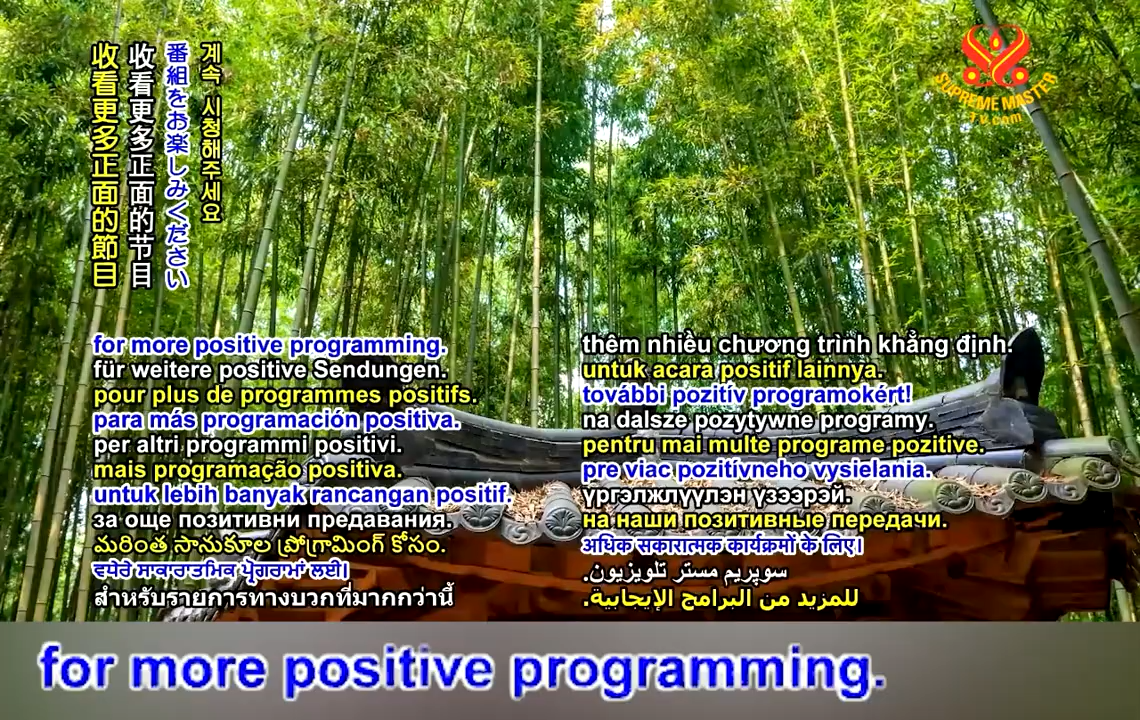 계속 시청해주세요
番組をお楽しみください
收看更多正面的节目
收看更多正面的節目
SUPREME MASTER
TV.com
for more positive programming.
für weitere positive Sendungen.
pour plus de programmes positifs.
para más programación positiva.
per altri programmi positivi.
mais programação positiva.
untuk lebih banyak rancangan positif.
за още позитивни предавания.
మరింత సానుకూల ప్రోగ్రామింగ్ కోసం.
ਵਧੇਰੇ ਸਾਕਾਰਾਤਮਿਕ ਪ੍ਰੋਗਰਾਮਾਂ ਲਈ।
สำหรับรายการทางบวกที่มากกว่านี้
thêm nhiều chương trình khẳng định.
untuk acara positif lainnya.
további pozitív programokért!
na dalsze pozytywne programy.
pentru mai multe programe pozitive.
pre viac pozitívneho vysielania.
үргэлжлүүлэн үзээрэй.
на наши позитивные передачи.
अधिक सकारात्मक कार्यक्रमों के लिए।
سوپریم مستر تلویزیون.
للمزيد من البرامج الإيجابية.
for more positive programming.